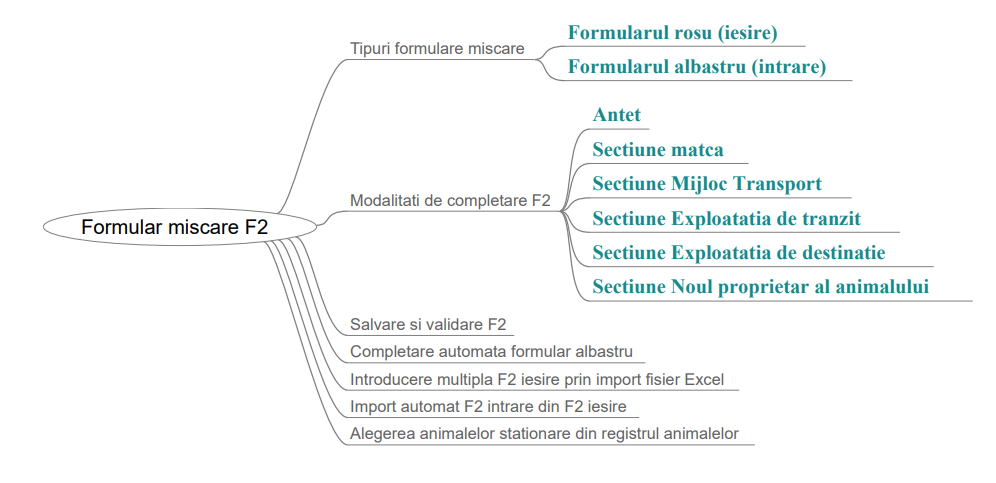 Formular miscare F2
Tipuri formulare miscare
Formularul rosu (iesire)
Formularul albastru (intrare)
Modalitati de completare F2
Antet
Sectiune matca
Sectiune Mijloc Transport
Sectiune Exploatatia de tranzit
Sectiune Exploatatia de destinatie
Sectiune Noul proprietar al animalului
Salvare si validare F2
Completare automata formular albastru
Introducere multipla F2 iesire prin import fisier Excel
Import automat F2 intrare din F2 iesire
Alegerea animalelor stationare din registrul animalelor